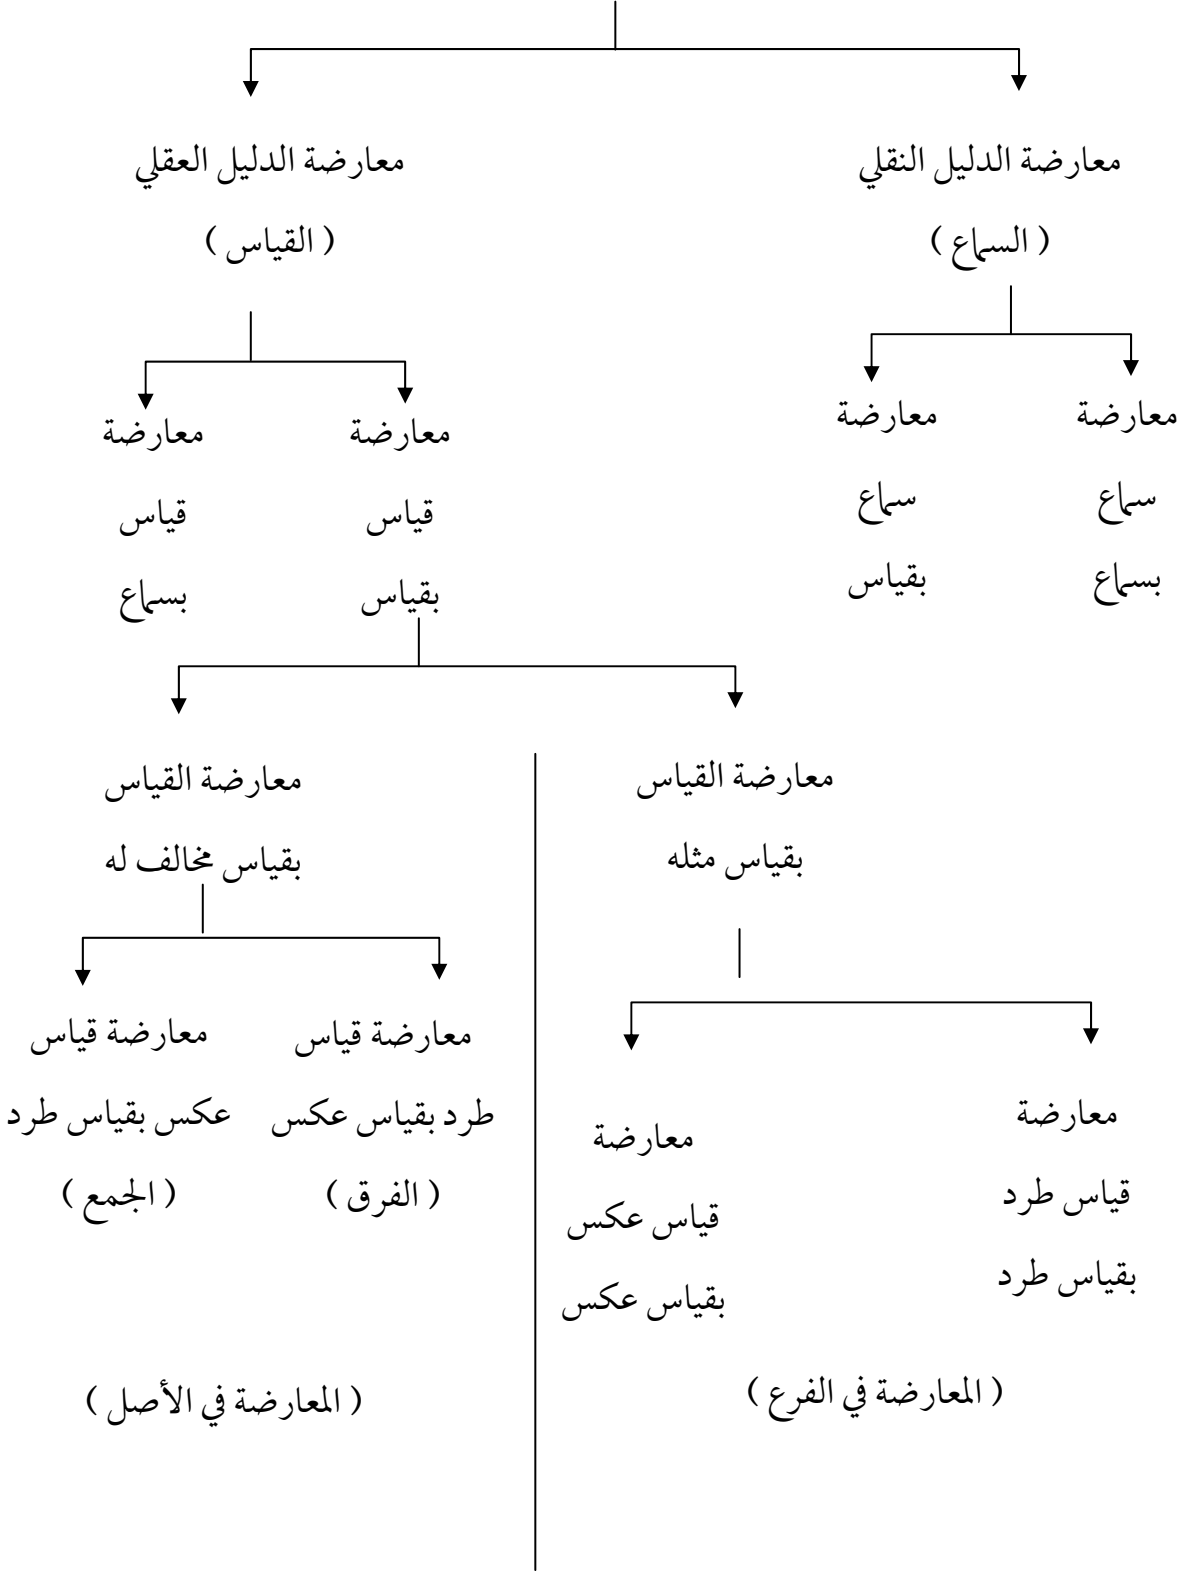 معارضة الدليل النقلي
( السماع )
معارضة الدليل العقلي
( القياس )
معارضة
سماع
بسماع
معارضة
سماع
بقياس
معارضة
قياس
بقياس
معارضة
قياس
بسماع
معارضة القياس
بقياس مثله
معارضة القياس
بقياس مخالف له
معارضة
قياس طرد
بقياس طرد
معارضة
قياس عكس
بقياس عكس
( المعارضة في الفرع )
معارضة قياس
طرد بقياس عكس
( الفرق )
معارضة قياس
عكس بقياس طرد
( الجمع )
( المعارضة في الأصل )